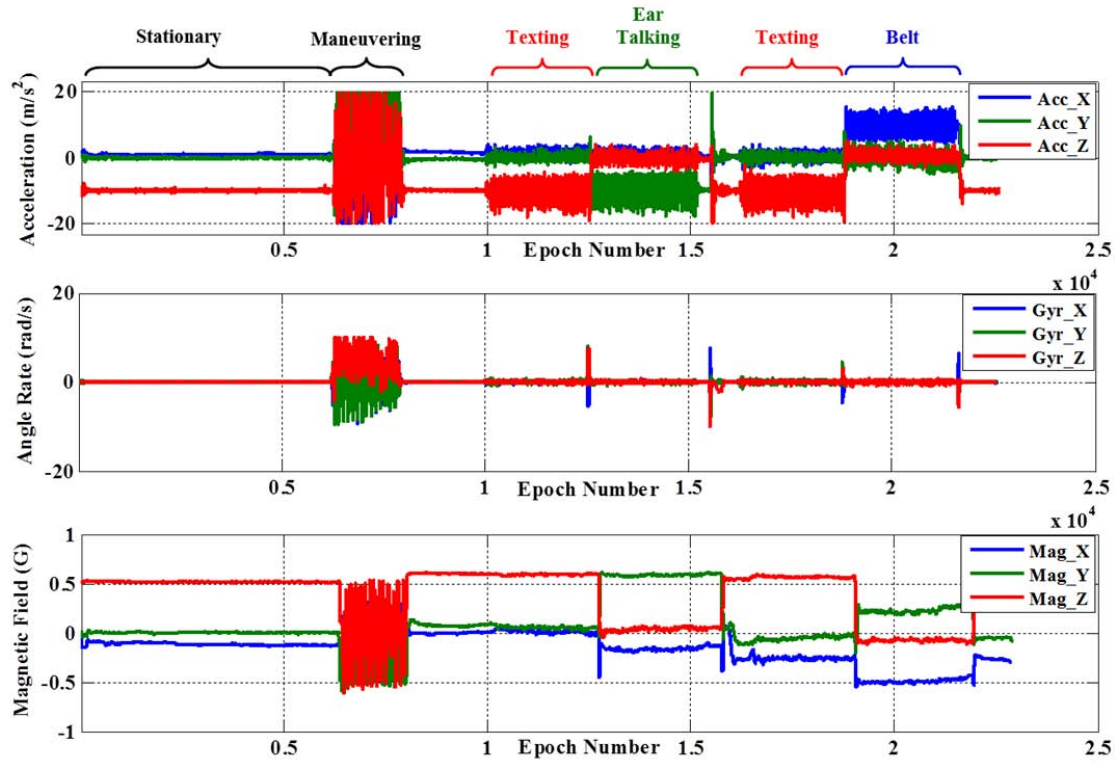 Stationary Maneuvering Texting Ear Talking Texting Belt
Acceleration (m/s²)
20
0
-20
Acc_X
Acc_Y
Acc_Z
0.5 1 1.5 2 2.5
Epoch Number
x 10⁴
Angle Rate (rad/s)
20
0
-20
Gyr_X
Gyr_Y
Gyr_Z
0.5 1 1.5 2 2.5
Epoch Number
x 10⁴
Magnetic Field (G)
1
0.5
0
-0.5
-1
Mag_X
Mag_Y
Mag_Z
0.5 1 1.5 2 2.5
Epoch Number